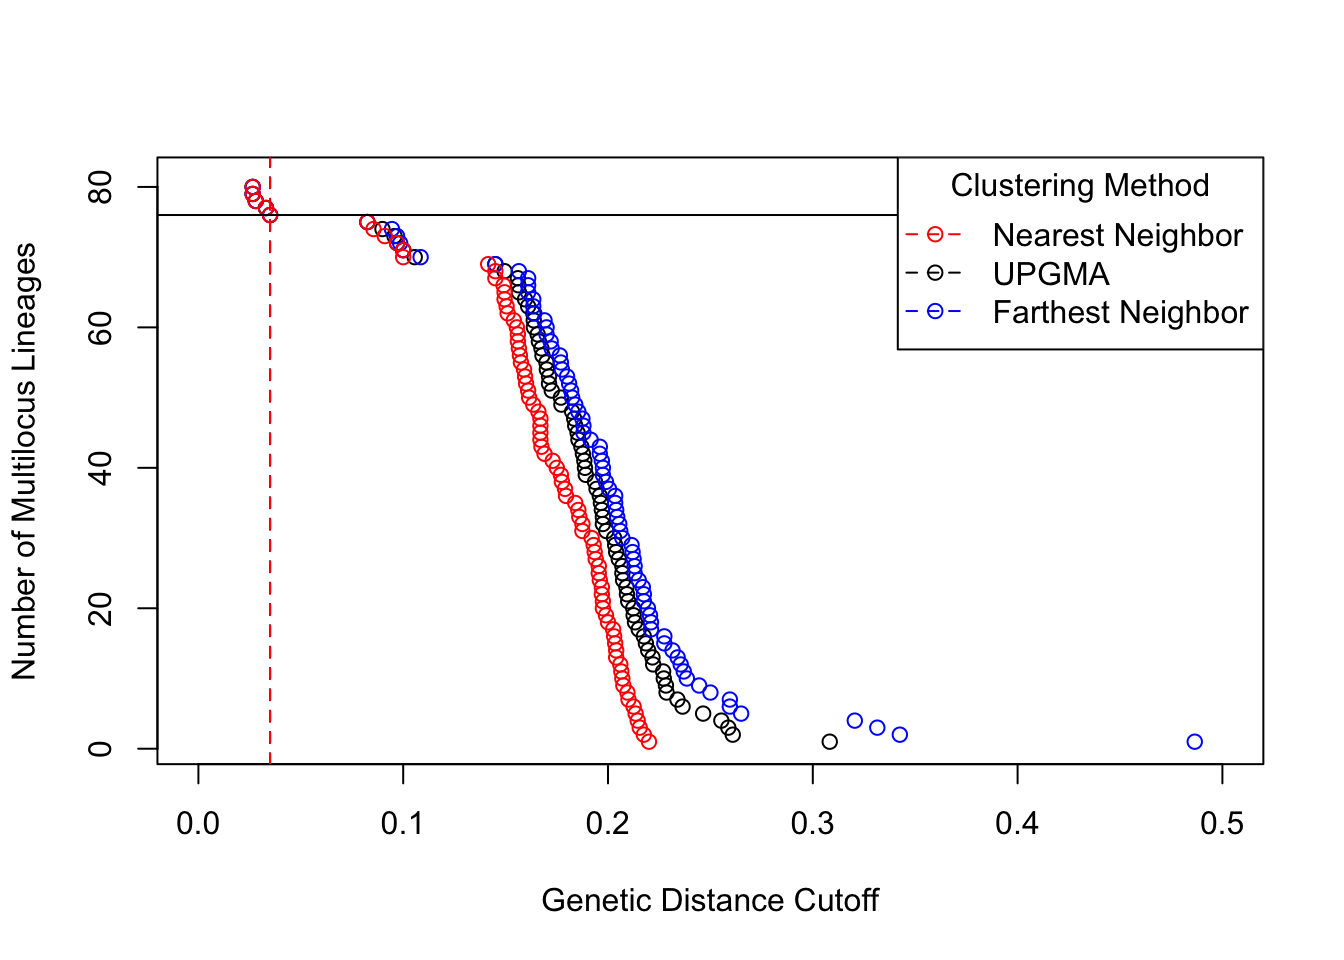 Clustering Method
Nearest Neighbor
UPGMA
Farthest Neighbor
Number of Multilocus Lineages
80
60
40
20
0
0.0 0.1 0.2 0.3 0.4 0.5
Genetic Distance Cutoff